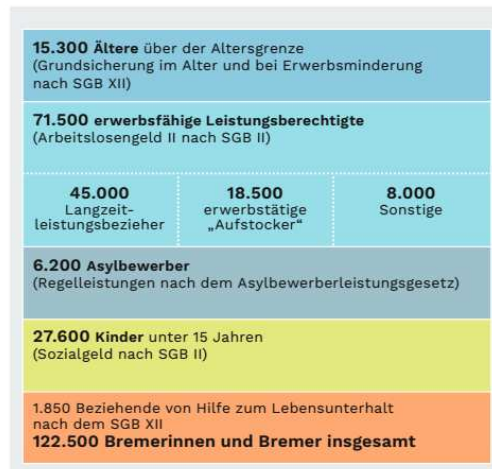 15.300 Ältere über der Altersgrenze
(Grundsicherung im Alter und bei Erwerbsminderung
nach SGB XII)
71.500 erwerbsfähige Leistungsberechtigte
(Arbeitslosengeld II nach SGB II)
45.000
Langzeit-
leistungsbezieher
18.500
erwerbstätige
„Aufstocker“
8.000
Sonstige
6.200 Asylbewerber
(Regelleistungen nach dem Asylbewerberleistungsgesetz)
27.600 Kinder unter 15 Jahren
(Sozialgeld nach SGB II)
1.850 Beziehende von Hilfe zum Lebensunterhalt
nach dem SGB XII
122.500 Bremerinnen und Bremer insgesamt